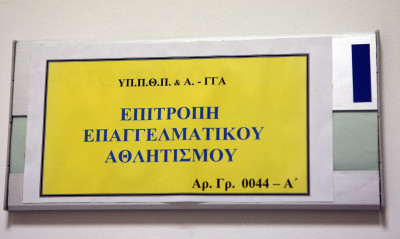 ΥΠ.Π.Θ.Π. & Α. - ΓΓΑ
ΕΠΙΤΡΟΠΗ
ΕΠΑΓΓΕΛΜΑΤΙΚΟΥ
ΑΘΛΗΤΙΣΜΟΥ
Αρ. Γρ. 0044 – Α΄